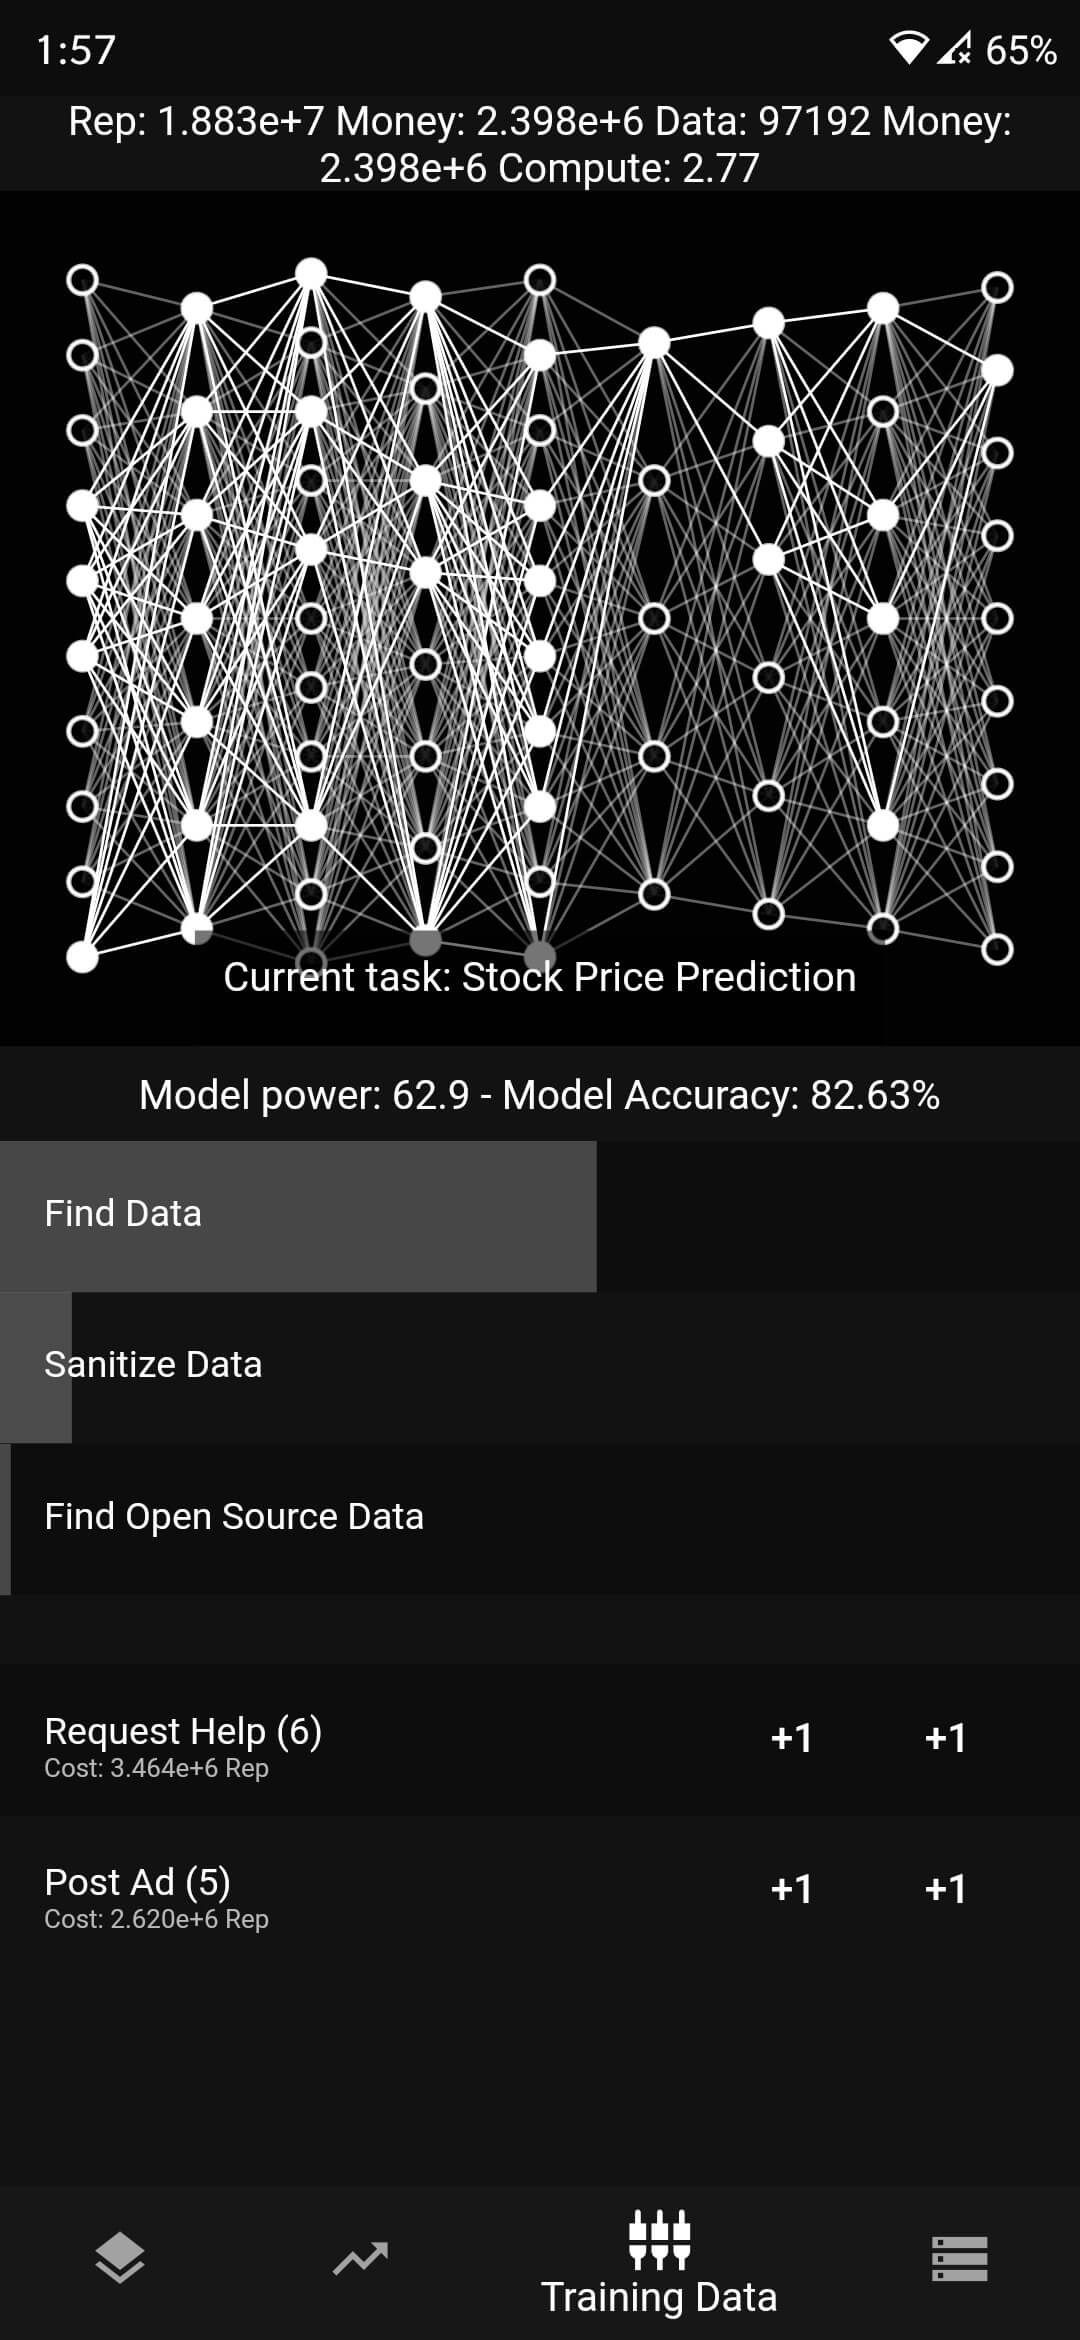 1:57 65%
Rep: 1.883e+7 Money: 2.398e+6 Data: 97192 Money:
2.398e+6 Compute: 2.77
Current task: Stock Price Prediction
Model power: 62.9 - Model Accuracy: 82.63%
Find Data
Sanitize Data
Find Open Source Data
Request Help (6) +1 +1
Cost: 3.464e+6 Rep
Post Ad (5) +1 +1
Cost: 2.620e+6 Rep
Training Data